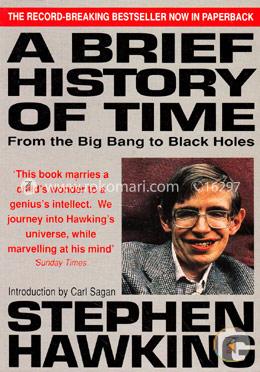 THE RECORD-BREAKING BESTSELLER NOW IN PAPERBACK
A BRIEF
HISTORY
OF TIME
From the Big Bang to Black Holes
'This book marries a
child's wonder to a
genius's intellect. We
journey into Hawking's
universe, while
marvelling at his mind'
'Sunday Times'
Introduction by Carl Sagan
STEPHEN
HAWKING